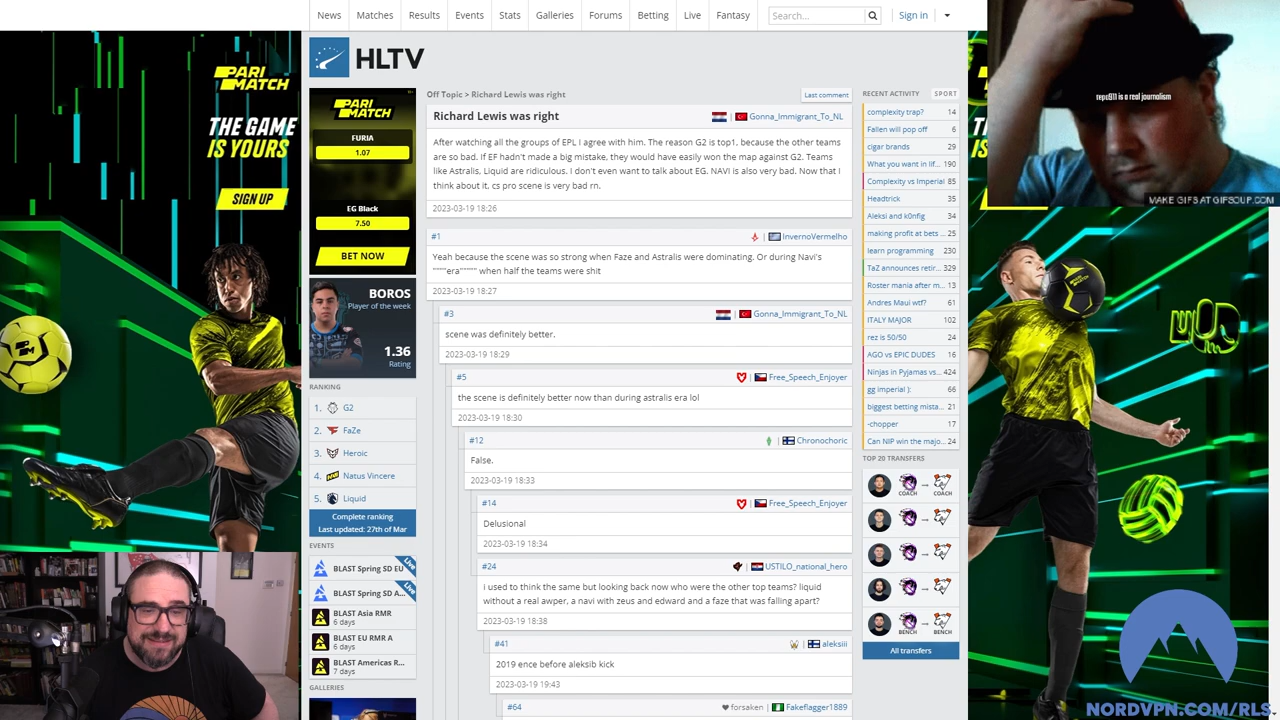 News Matches Results Events Stats Galleries Forums Betting Live Fantasy Search... Sign in
HLTV
PARI
MATCH
THE GAME
IS YOURS
SIGN UP
PARI
MATCH
FURIA
1.07
EG Black
7.50
BET NOW
BOROS
Player of the week
1.36
Rating
RANKING
1. G2
2. FaZe
3. Heroic
4. Natus Vincere
5. Liquid
Complete ranking
Last updated: 27th of Mar
EVENTS
BLAST Spring SD EU Live
BLAST Spring SD A... Live
BLAST Asia RMR
6 days
BLAST EU RMR A
6 days
BLAST Americas R...
7 days
GALLERIES
Off Topic > Richard Lewis was right
Last comment
Richard Lewis was right
Gonna_Immigrant_To_NL
After watching all the groups of EPL I agree with him. The reason G2 is top1, because the other teams
are so bad. If EF hadn't made a big mistake, they would have easily won the map against G2. Teams
like Astralis. Liquid are ridiculous. I don't even want to talk about EG. NAVI is also very bad. Now that I
think about it. cs pro scene is very bad rn.
2023-03-19 18:26
#1 InvernoVermelho
Yeah because the scene was so strong when Faze and Astralis were dominating. Or during Navi's
""""era"""""" when half the teams were shit
2023-03-19 18:27
#3 Gonna_Immigrant_To_NL
scene was definitely better.
2023-03-19 18:29
#5 Free_Speech_Enjoyer
the scene is definitely better now than during astralis era lol
2023-03-19 18:30
#12 Chronochoric
False.
2023-03-19 18:33
#14 Free_Speech_Enjoyer
Delusional
2023-03-19 18:34
#24 USTILO_national_hero
i used to think the same but looking back now who were the other top teams? liquid
without a real awper, a navi with zeus and edward and a faze that was falling apart?
2023-03-19 18:38
#41 aleksiii
2019 ence before aleksib kick
2023-03-19 19:43
#64 forsaken | Fakeflagger1889
RECENT ACTIVITY SPORT
complexity trap? 14
Fallen will pop off 6
cigar brands 29
What you want in lif... 190
Complexity vs Imperial 85
Headtrick 35
Aleksi and k0nfig 34
making profit at bets ... 25
learn programming 230
TaZ announces retir... 329
Roster mania after m... 13
Andres Maui wtf? 61
ITALY MAJOR 102
rez is 50/50 24
AGO vs EPIC DUDES 16
Ninjas in Pyjamas vs... 424
gg imperial ): 66
biggest betting mista... 21
-chopper 17
Can NIP win the majo... 24
TOP 20 TRANSFERS
COACH COACH
BENCH BENCH
All transfers
repc911 is a real journalism
MAKE GIFS AT GIFSOUP.COM
NORDVPN.COM/RLS